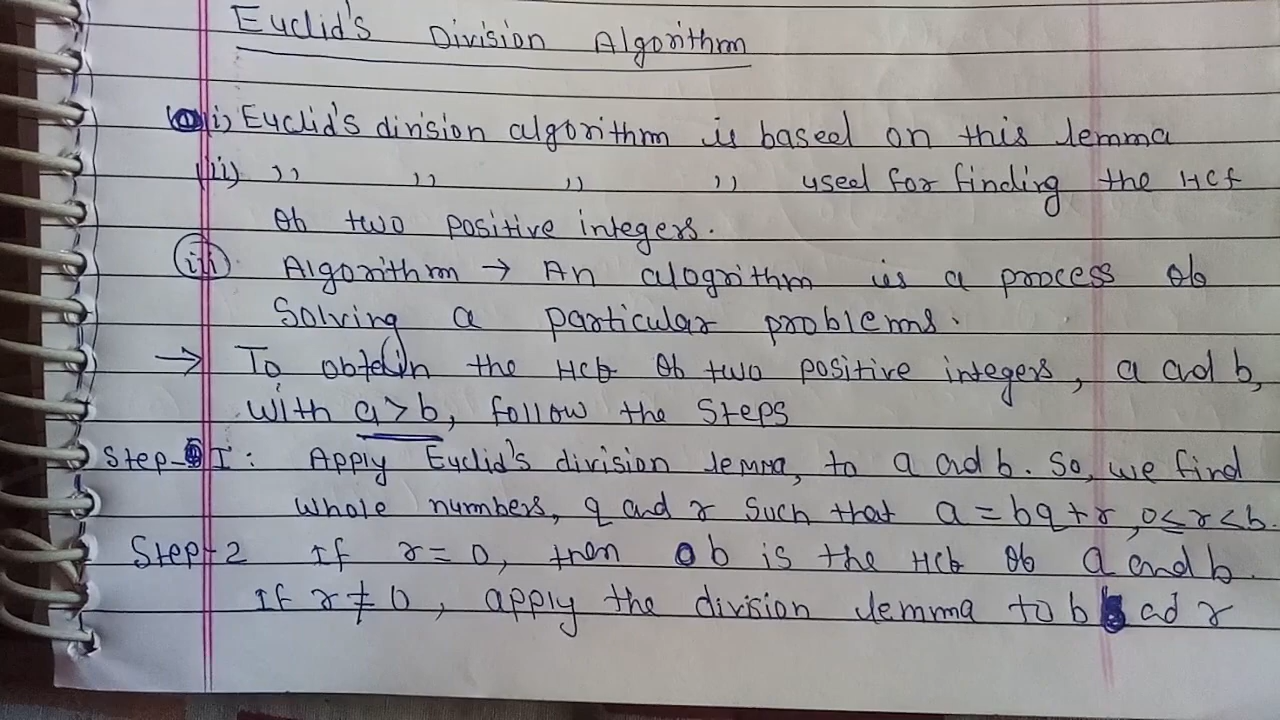 Euclid's Division Algorithm
i) Euclid's division algorithm is based on this lemma
(ii) ,, ,, ,, ,, used for finding the HCF
Of two positive integers.
(iii) Algorithm → An alogrithm is a process Of
Solving a particular problems.
→ To obtain the HCF Of two positive integers, a ad b,
with a>b, follow the Steps
Step-I: Apply Euclid's division lemma, to a ad b. So, we find
whole numbers, q and r Such that a=bq+r, 0≤r<b.
Step-2 If r=0, then b is the HCF Of a and b.
If r≠0, apply the division lemma to b ad r